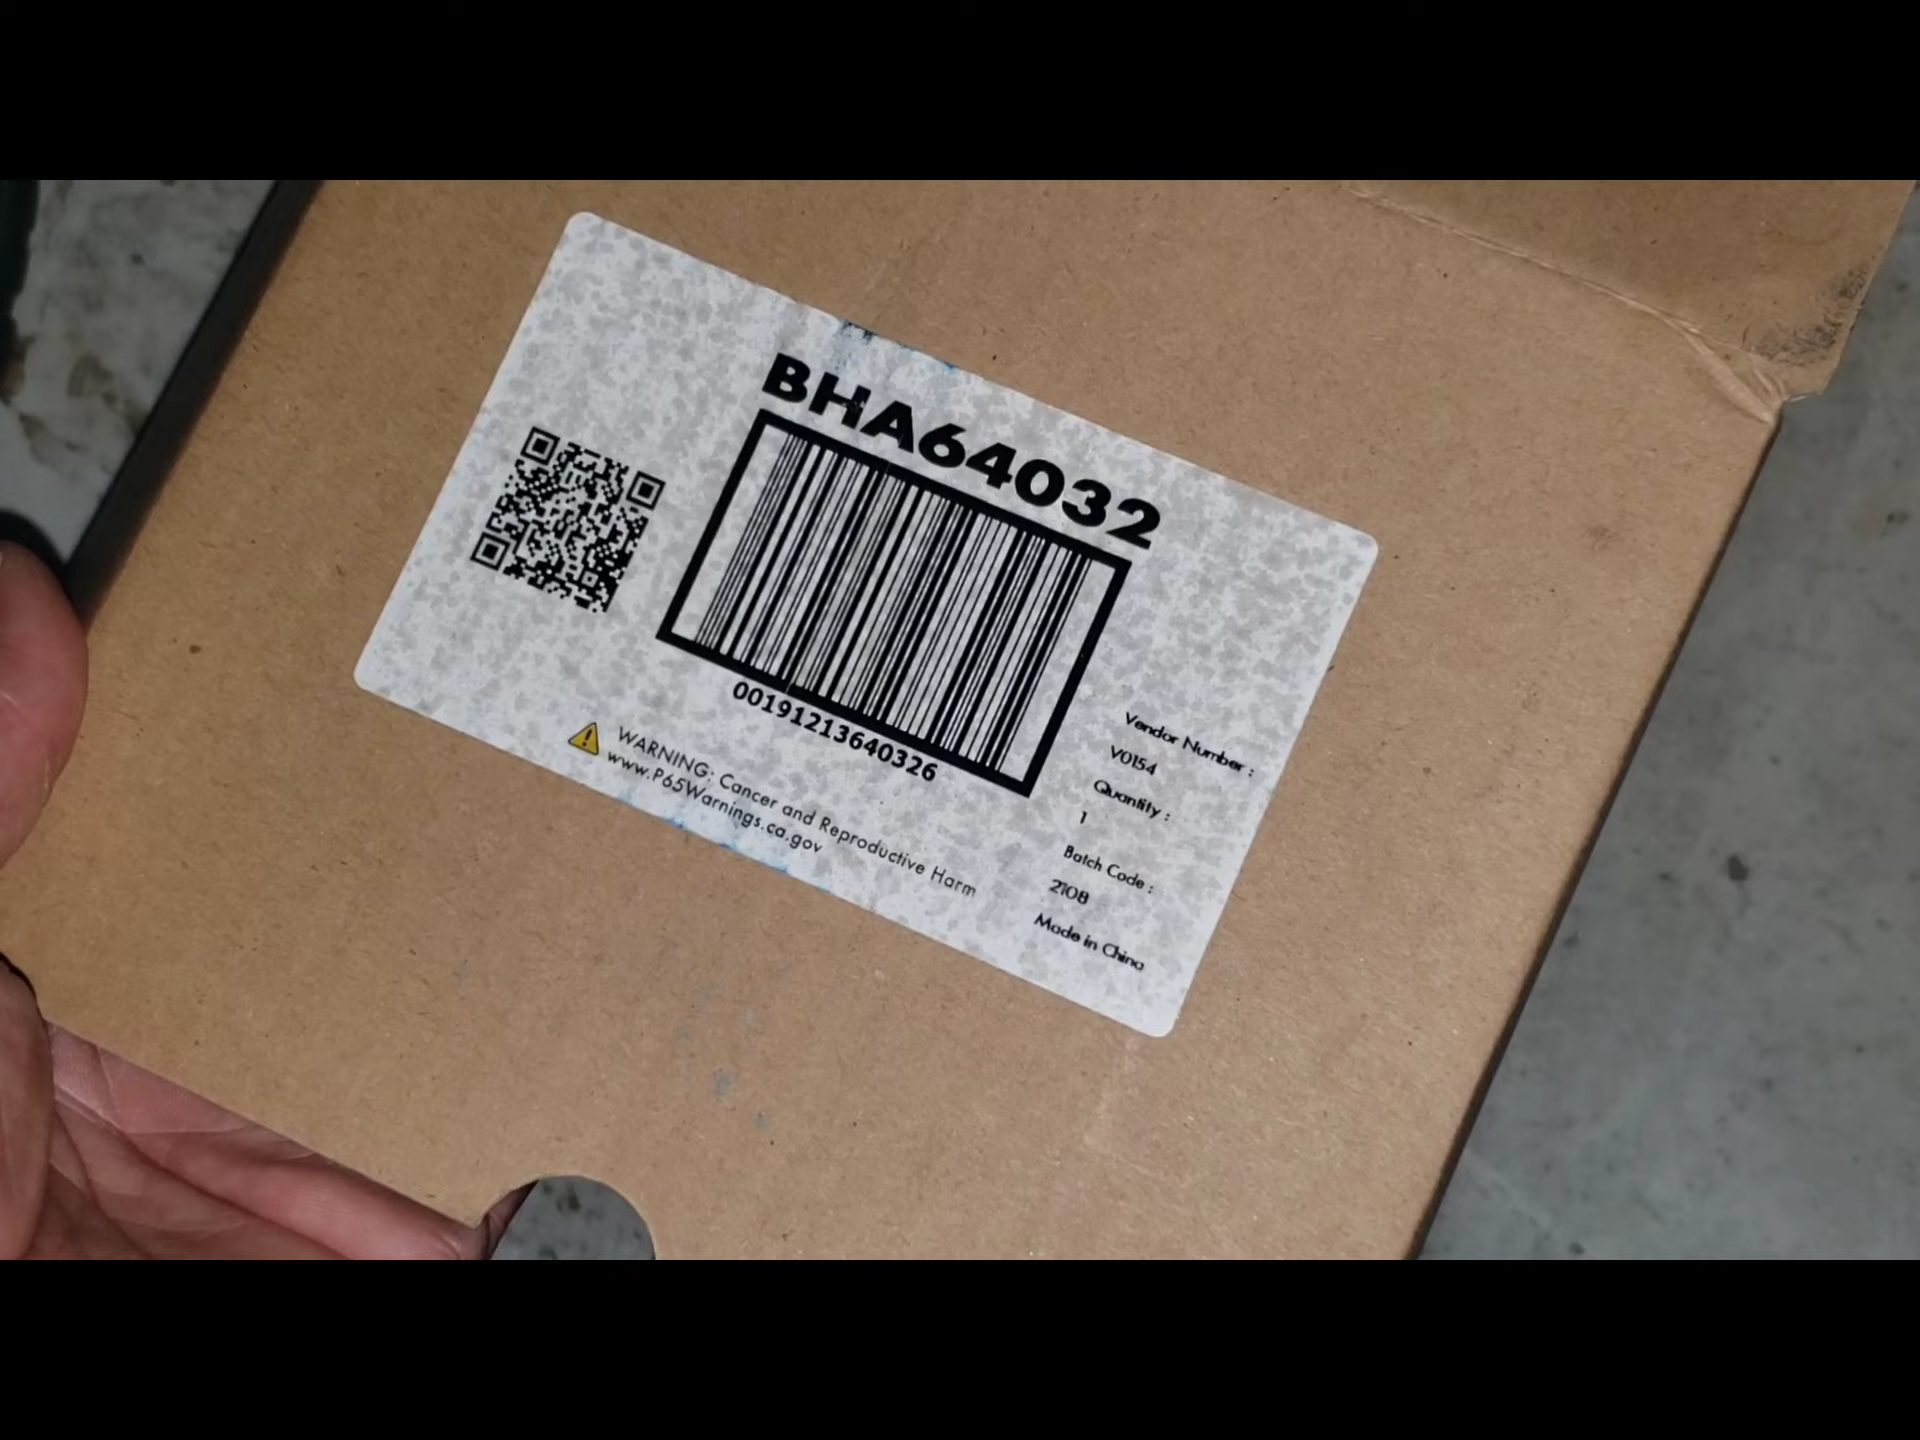 BHA64032
00191213640326
WARNING: Cancer and Reproductive Harm
www.P65Warnings.ca.gov
Vendor Number :
V0154
Quantity :
1
Batch Code :
2108
Made in China